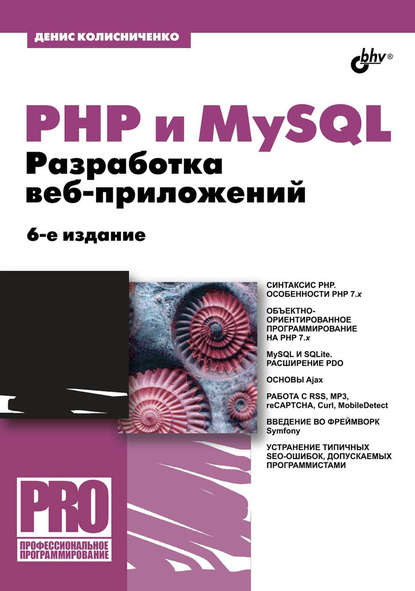 ДЕНИС КОЛИСНИЧЕНКО
bhv®
PHP и MySQL
Разработка
веб-приложений
6-е издание
СИНТАКСИС PHP.
ОСОБЕННОСТИ PHP 7.x
ОБЪЕКТНО-
ОРИЕНТИРОВАННОЕ
ПРОГРАММИРОВАНИЕ
НА PHP 7.x
MySQL И SQLite.
РАСШИРЕНИЕ PDO
ОСНОВЫ Ajax
РАБОТА С RSS, MP3,
reCAPTCHA, Curl, MobileDetect
ВВЕДЕНИЕ ВО ФРЕЙМВОРК
Symfony
УСТРАНЕНИЕ ТИПИЧНЫХ
SEO-ОШИБОК, ДОПУСКАЕМЫХ
ПРОГРАММИСТАМИ
PRO
ПРОФЕССИОНАЛЬНОЕ
ПРОГРАММИРОВАНИЕ